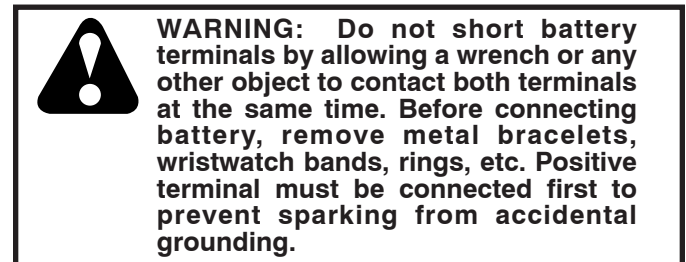 WARNING: Do not short battery
terminals by allowing a wrench or any
other object to contact both terminals
at the same time. Before connecting
battery, remove metal bracelets,
wristwatch bands, rings, etc. Positive
terminal must be connected first to
prevent sparking from accidental
grounding.